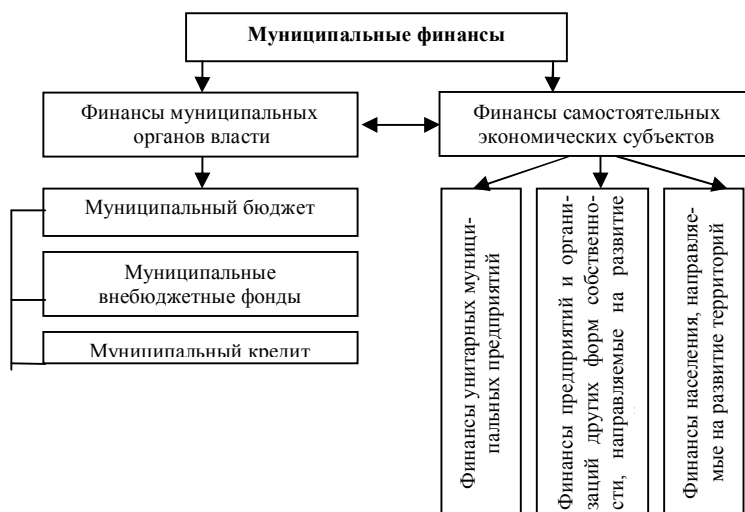 Муниципальные финансы
Финансы муниципальных
органов власти
Финансы самостоятельных
экономических субъектов
Муниципальный бюджет
Муниципальные
внебюджетные фонды
Муниципальный кредит
Финансы унитарных муници-
пальных предприятий
Финансы предприятий и органи-
заций других форм собственно-
сти, направляемые на развитие
Финансы населения, направляе-
мые на развитие территорий